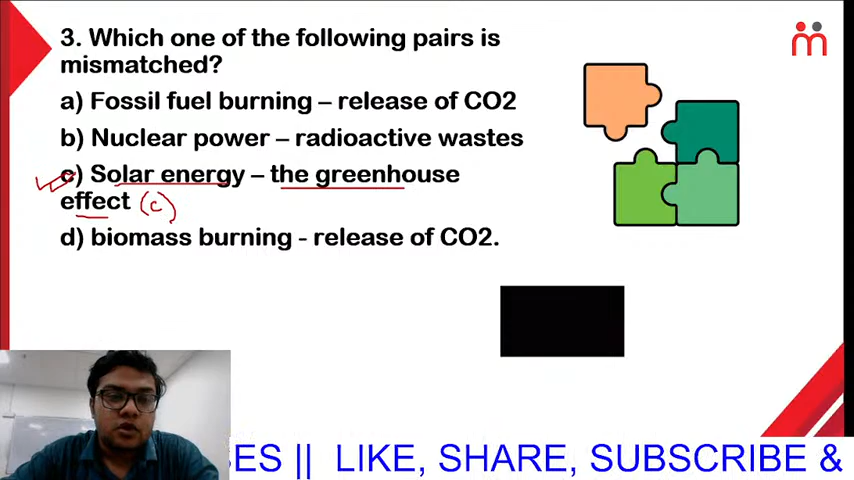 3. Which one of the following pairs is
mismatched?
a) Fossil fuel burning – release of CO2
b) Nuclear power – radioactive wastes
c) Solar energy – the greenhouse
effect (c)
d) biomass burning - release of CO2.
SES || LIKE, SHARE, SUBSCRIBE &